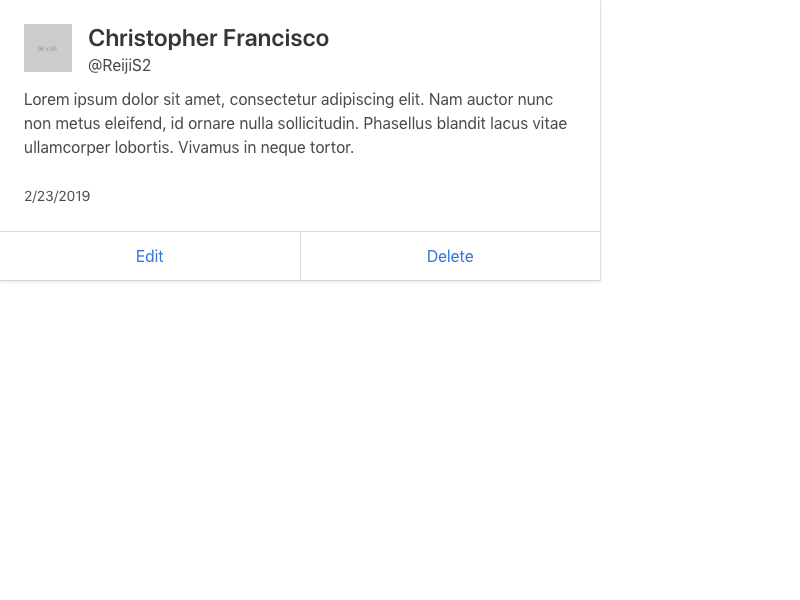 Christopher Francisco
@ReijiS2
Lorem ipsum dolor sit amet, consectetur adipiscing elit. Nam auctor nunc
non metus eleifend, id ornare nulla sollicitudin. Phasellus blandit lacus vitae
ullamcorper lobortis. Vivamus in neque tortor.
2/23/2019
Edit
Delete